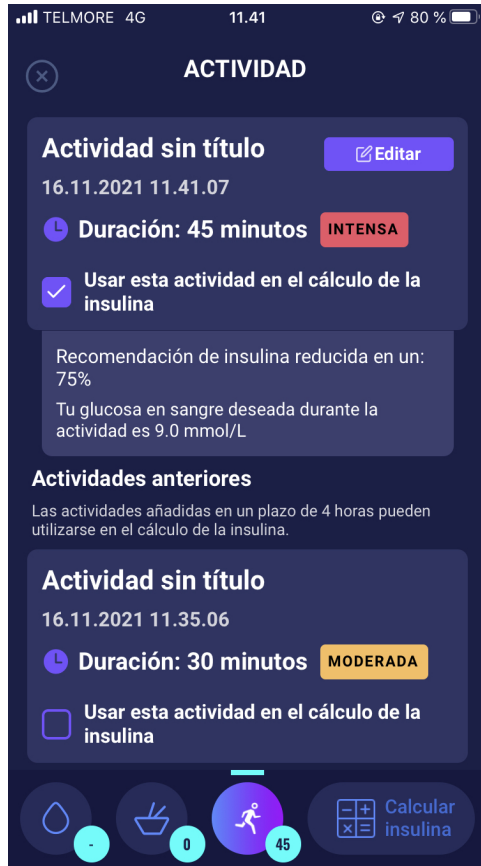 TELMORE 4G 11.41 80 %
ACTIVIDAD
Actividad sin título
Editar
16.11.2021 11.41.07
Duración: 45 minutos INTENSA
Usar esta actividad en el cálculo de la
insulina
Recomendación de insulina reducida en un:
75%
Tu glucosa en sangre deseada durante la
actividad es 9.0 mmol/L
Actividades anteriores
Las actividades añadidas en un plazo de 4 horas pueden
utilizarse en el cálculo de la insulina.
Actividad sin título
16.11.2021 11.35.06
Duración: 30 minutos MODERADA
Usar esta actividad en el cálculo de la
insulina
- 0 45
Calcular
insulina